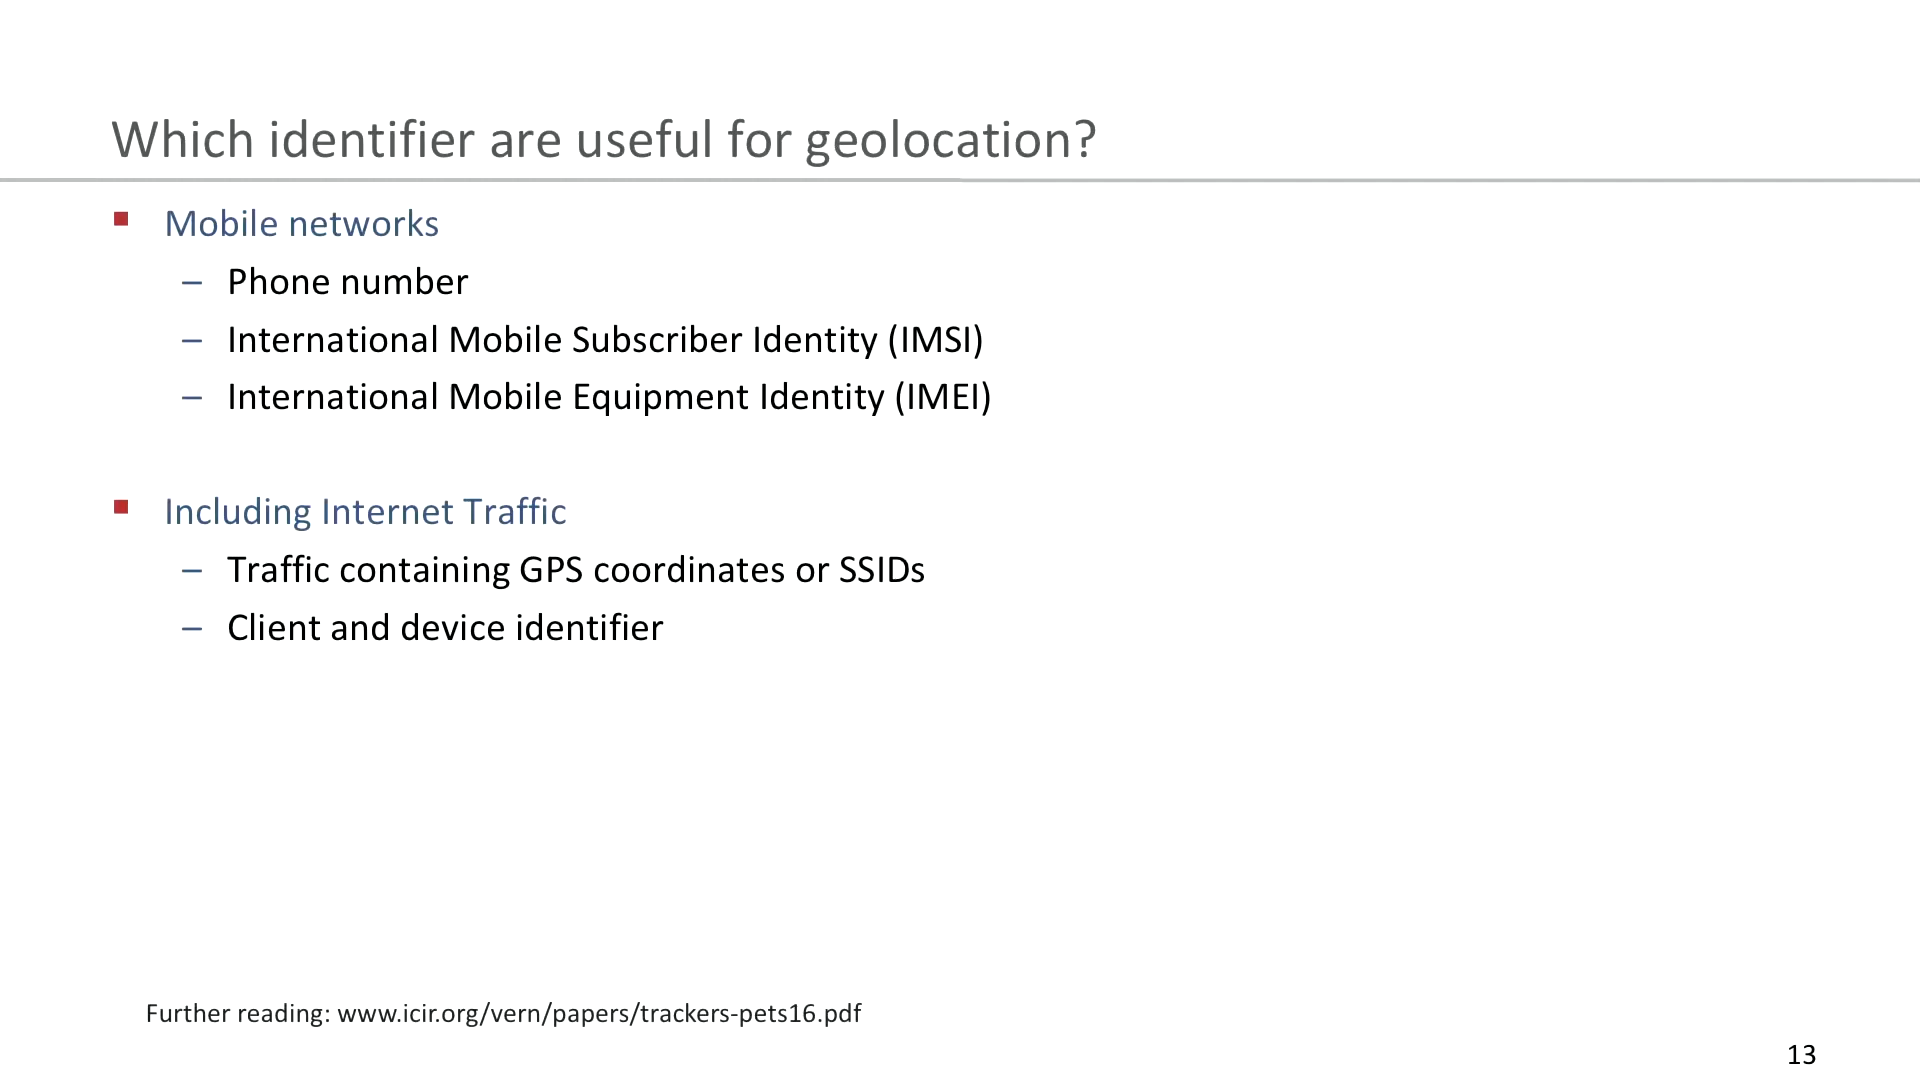 Which identifier are useful for geolocation?
Mobile networks
– Phone number
– International Mobile Subscriber Identity (IMSI)
– International Mobile Equipment Identity (IMEI)
Including Internet Traffic
– Traffic containing GPS coordinates or SSIDs
– Client and device identifier
Further reading: www.icir.org/vern/papers/trackers-pets16.pdf
13